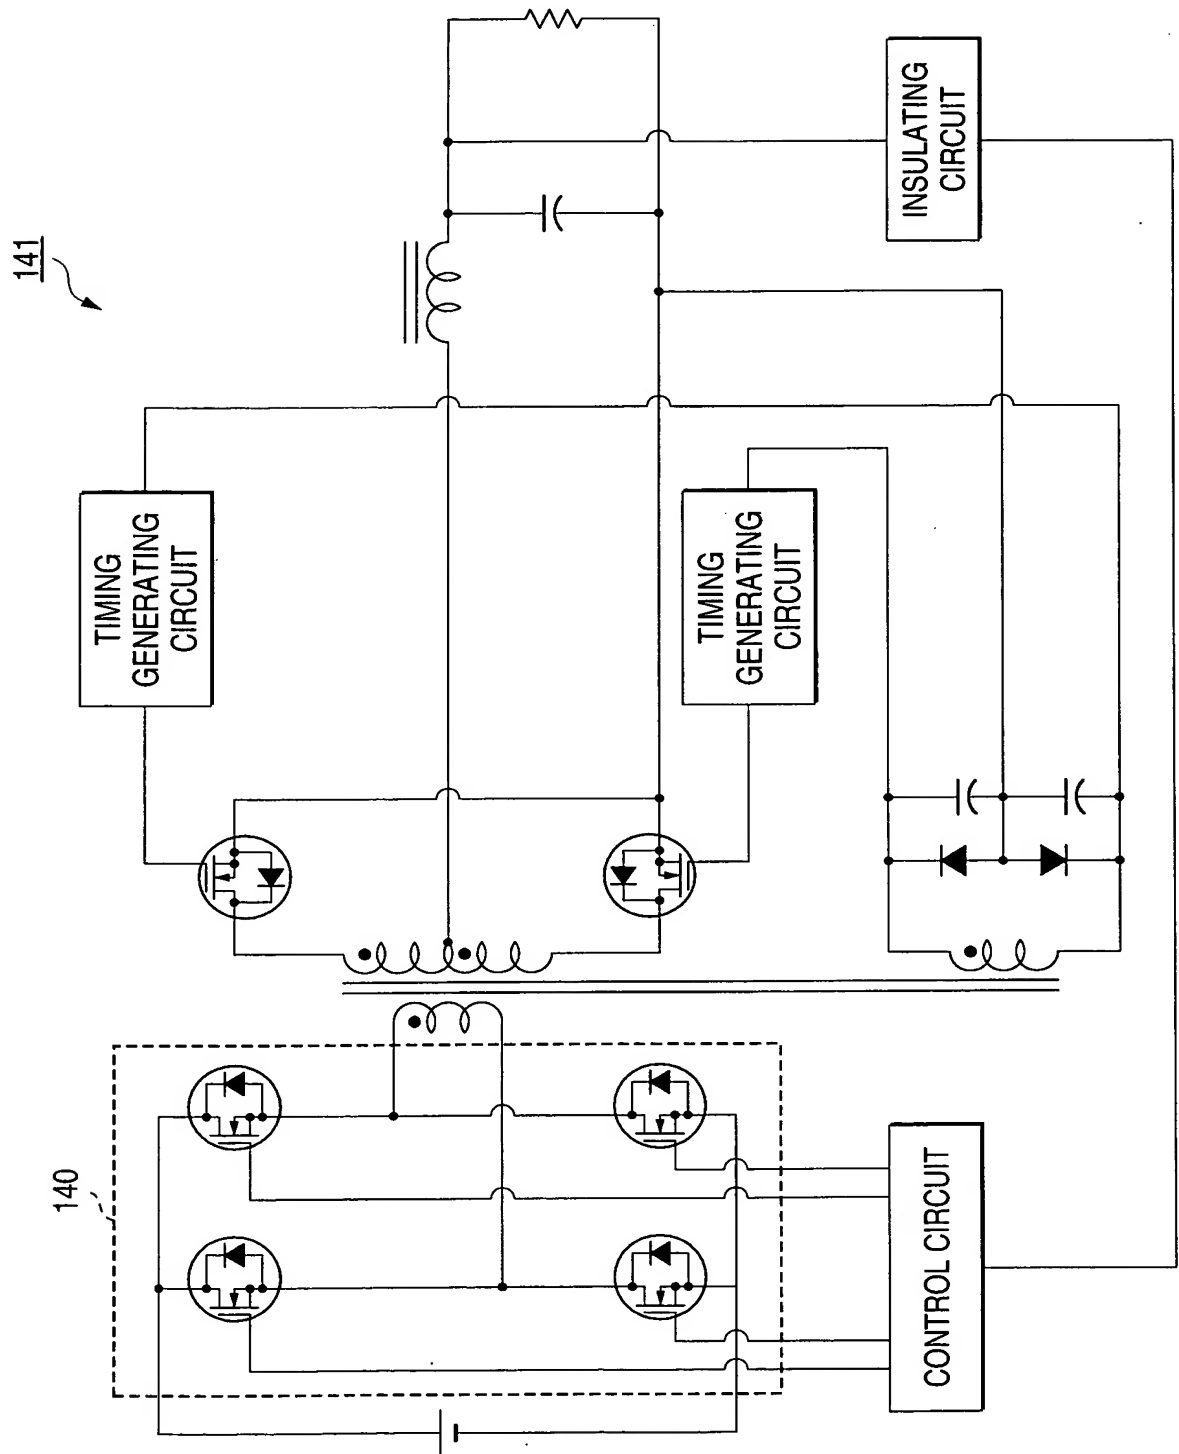 141
140
TIMING
GENERATING
CIRCUIT
TIMING
GENERATING
CIRCUIT
INSULATING
CIRCUIT
CONTROL CIRCUIT